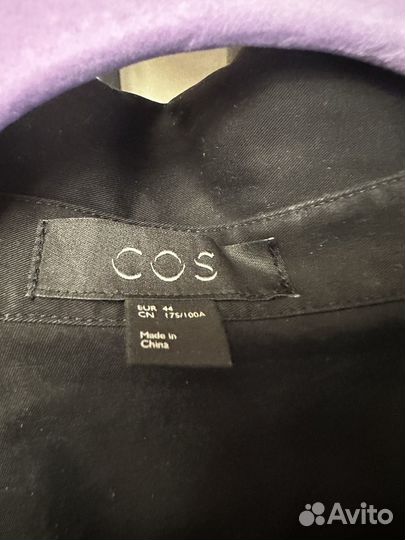 COS
EUR 44
CN 175/100A
Made in
China
Avito